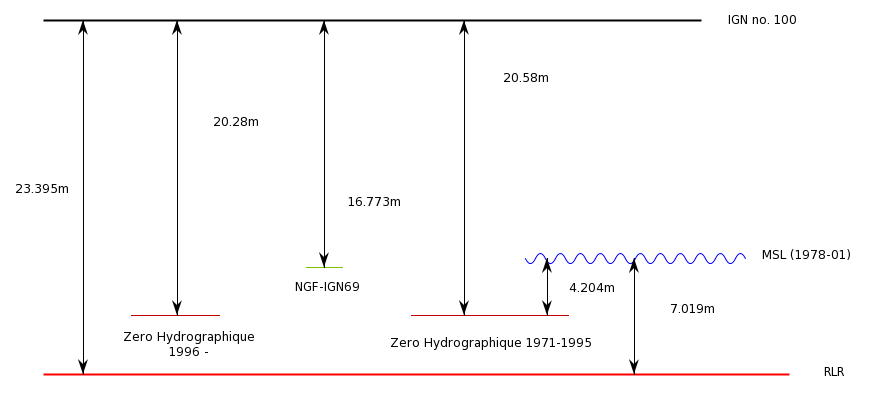 IGN no. 100
20.58m
20.28m
23.395m
16.773m
MSL (1978-01)
NGF-IGN69
4.204m
7.019m
Zero Hydrographique
1996 -
Zero Hydrographique 1971-1995
RLR